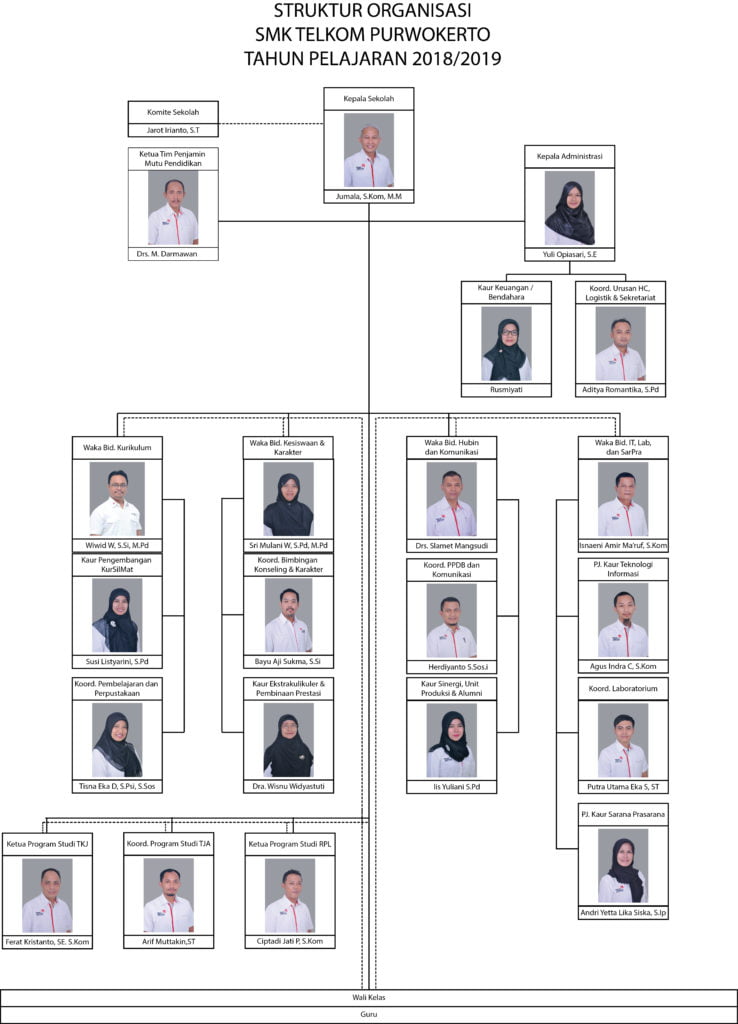 STRUKTUR ORGANISASI
SMK TELKOM PURWOKERTO
TAHUN PELAJARAN 2018/2019
Kepala Sekolah
Jumala, S.Kom, M.M
Komite Sekolah
Jarot Irianto, S.T
Ketua Tim Penjamin
Mutu Pendidikan
Drs. M. Darmawan
Kepala Administrasi
Yuli Opiasari, S.E
Kaur Keuangan /
Bendahara
Rusmiyati
Koord. Urusan HC,
Logistik & Sekretariat
Aditya Romantika, S.Pd
Waka Bid. Kurikulum
Wiwid W, S.Si, M.Pd
Kaur Pengembangan
KurSilMat
Susi Listyarini, S.Pd
Koord. Pembelajaran dan
Perpustakaan
Tisna Eka D, S.Psi, S.Sos
Waka Bid. Kesiswaan &
Karakter
Sri Mulani W, S.Pd, M.Pd
Koord. Bimbingan
Konseling & Karakter
Bayu Aji Sukma, S.Si
Kaur Ekstrakulikuler &
Pembinaan Prestasi
Dra. Wisnu Widyastuti
Waka Bid. Hubin
dan Komunikasi
Drs. Slamet Mangsudi
Koord. PPDB dan
Komunikasi
Herdiyanto S.Sos.i
Kaur Sinergi, Unit
Produksi & Alumni
Iis Yuliani S.Pd
Waka Bid. IT, Lab,
dan SarPra
Isnaeni Amir Ma'ruf, S.Kom
PJ. Kaur Teknologi
Informasi
Agus Indra C, S.Kom
Koord. Laboratorium
Putra Utama Eka S, ST
PJ. Kaur Sarana Prasarana
Andri Yetta Lika Siska, S.Ip
Ketua Program Studi TKJ
Ferat Kristanto, SE. S.Kom
Koord. Program Studi TJA
Arif Muttakin,ST
Ketua Program Studi RPL
Ciptadi Jati P, S.Kom
Wali Kelas
Guru